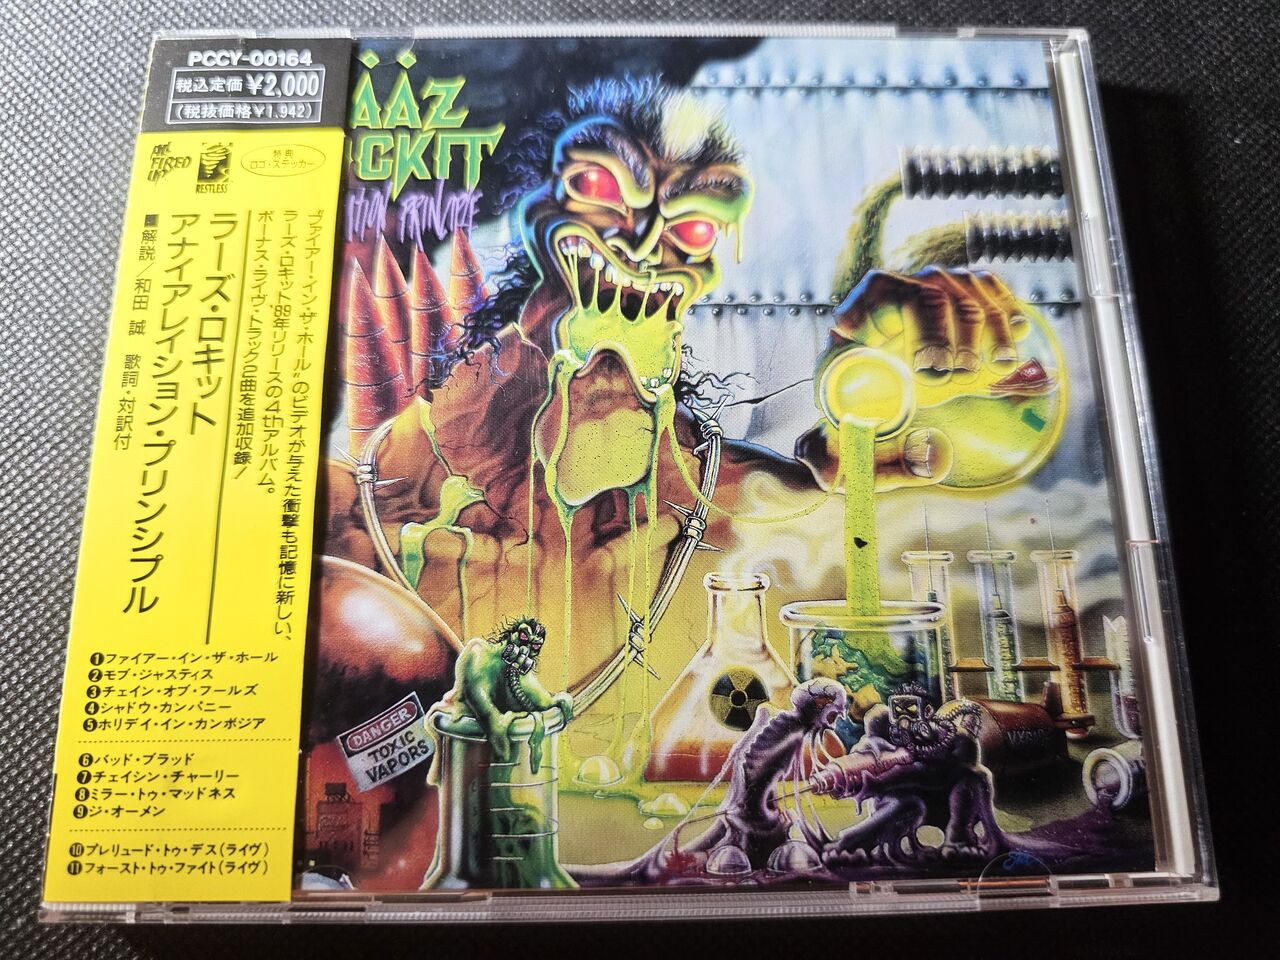 PCCY-00164
税込定価 ¥2,000
(税抜価格¥1,942)
FIRED
UP
RESTLESS
特典
ロゴ・ステッカー
"ファイアー・イン・ザ・ホール"のビデオが与えた衝撃も記憶に新しい、
ラーズ・ロキット'89年リリースの4thアルバム。
ボーナス・ライヴ・トラック2曲を追加収録!
ラーズ・ロキット
アナイアレイション・プリンシプル
■解説/和田 誠 歌詞・対訳付
❶ファイアー・イン・ザ・ホール
❷モブ・ジャスティス
❸チェイン・オブ・フールズ
❹シャドウ・カンパニー
❺ホリデイ・イン・カンボジア
❻バッド・ブラッド
❼チェイシン・チャーリー
❽ミラー・トゥ・マッドネス
❾ジ・オーメン
❿プレリュード・トゥ・デス(ライヴ)
⓫フォースト・トゥ・ファイト(ライヴ)
ÄÄZ
CKIT
PRINCIPLE
DANGER
TOXIC
VAPORS